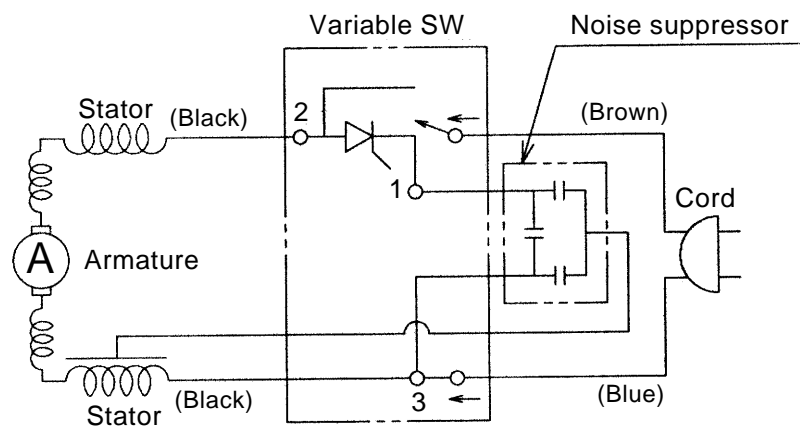 Variable SW
Noise suppressor
Stator
(Black)
2
(Brown)
1
Cord
A
Armature
Stator
(Black)
3
(Blue)